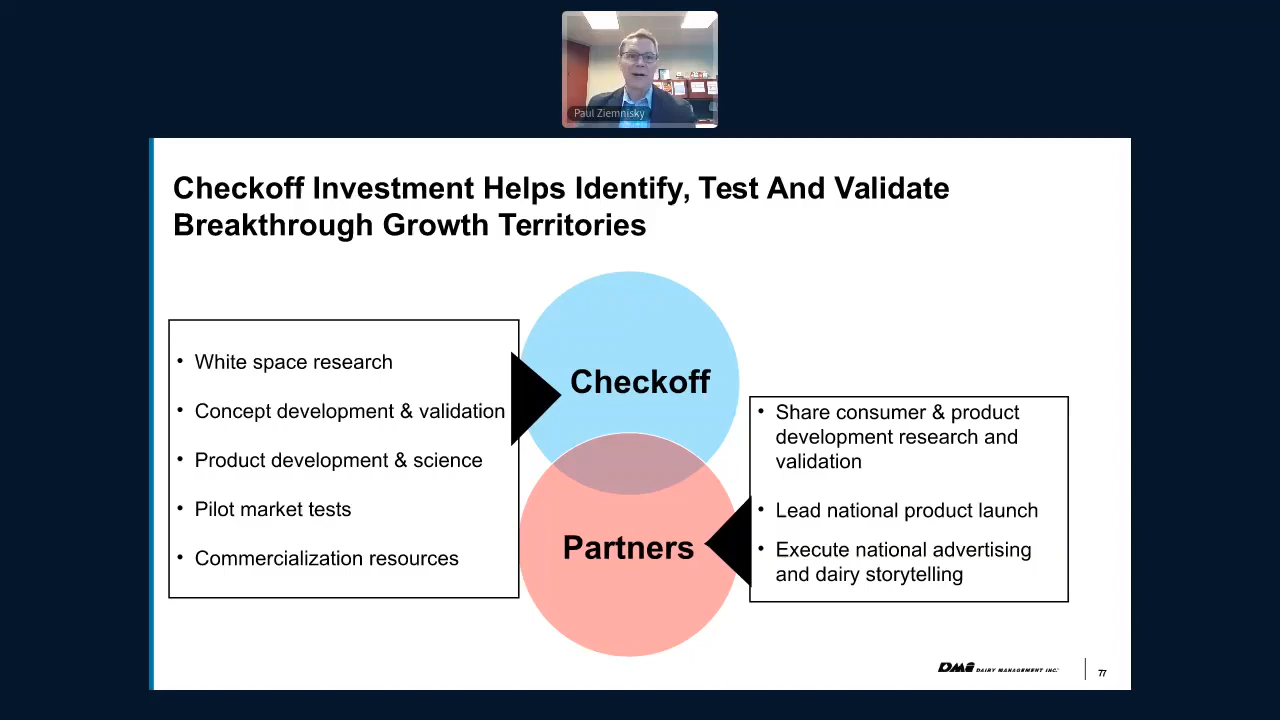 Paul Ziemnisky
Checkoff Investment Helps Identify, Test And Validate
Breakthrough Growth Territories
• White space research
• Concept development & validation
• Product development & science
• Pilot market tests
• Commercialization resources
Checkoff
Partners
• Share consumer & product
development research and
validation
• Lead national product launch
• Execute national advertising
and dairy storytelling
DMI DAIRY MANAGEMENT INC.
77